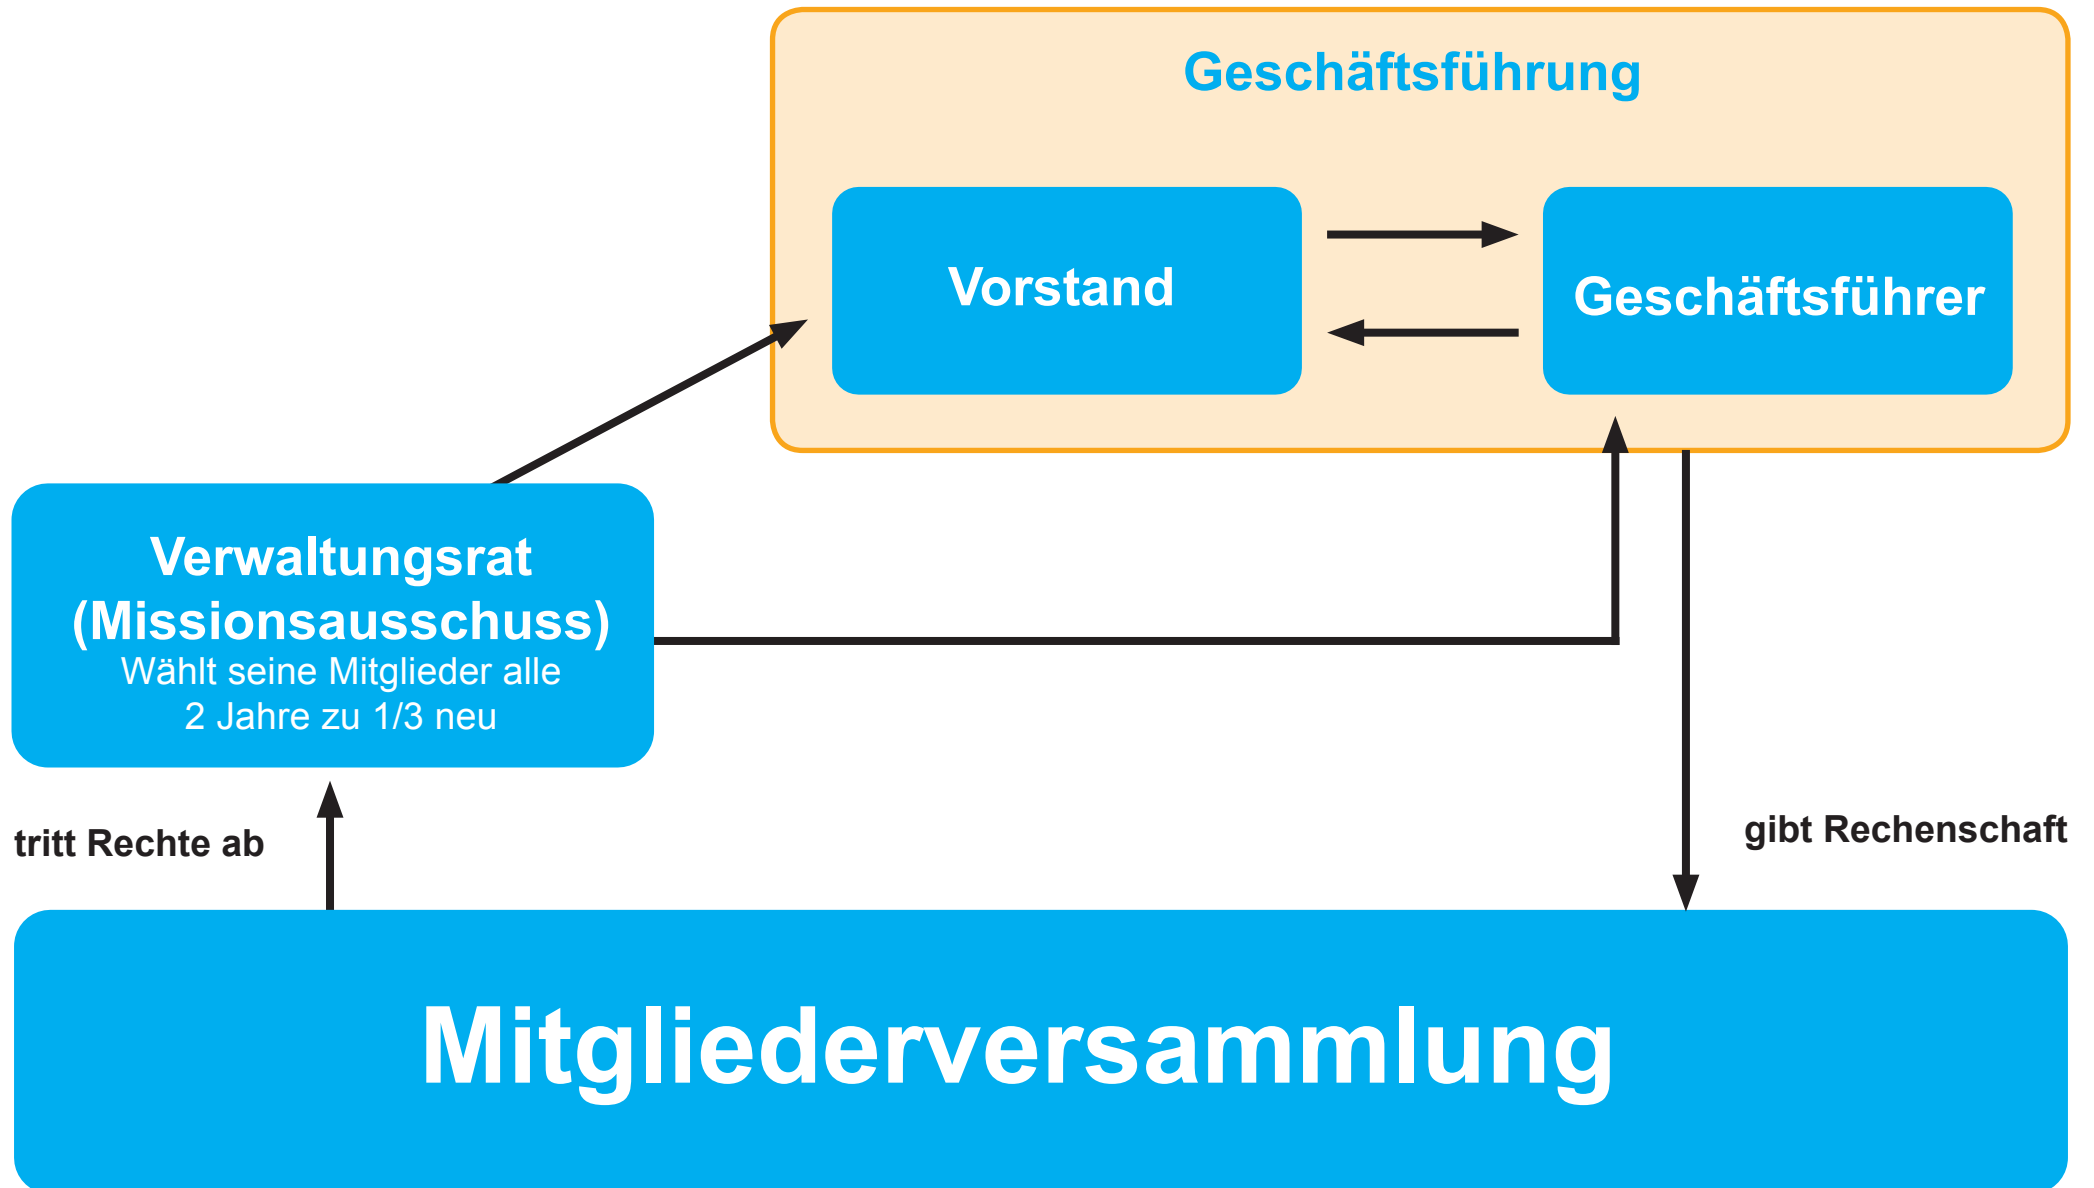 Geschäftsführung
Vorstand
Geschäftsführer
Verwaltungsrat
(Missionsausschuss)
Wählt seine Mitglieder alle
2 Jahre zu 1/3 neu
tritt Rechte ab
gibt Rechenschaft
Mitgliederversammlung